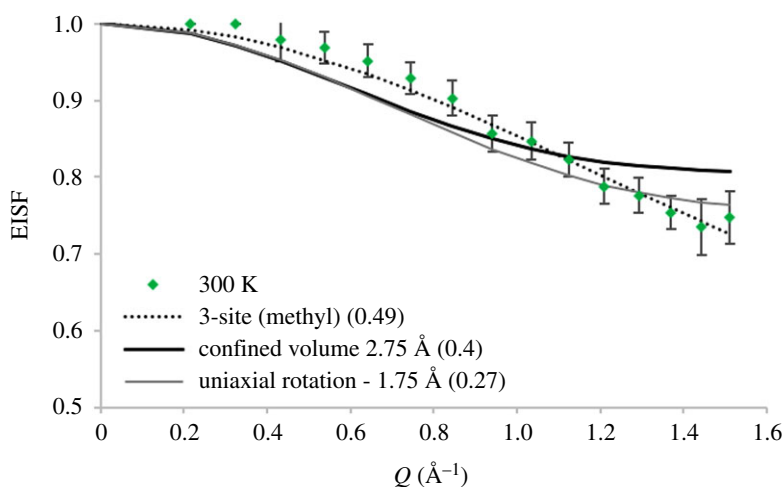 1.0
0.9
0.8
0.7
0.6
0.5
EISF
300 K
3-site (methyl) (0.49)
confined volume 2.75 Å (0.4)
uniaxial rotation - 1.75 Å (0.27)
0 0.2 0.4 0.6 0.8 1.0 1.2 1.4 1.6
Q (Å⁻¹)